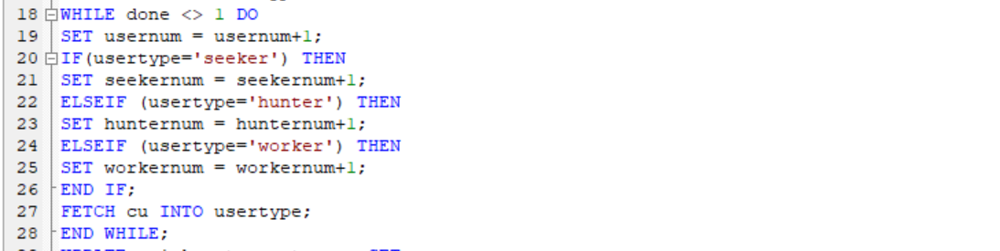 18 WHILE done <> 1 DO
19 SET usernum = usernum+1;
20 IF(usertype='seeker') THEN
21 SET seekernum = seekernum+1;
22 ELSEIF (usertype='hunter') THEN
23 SET hunternum = hunternum+1;
24 ELSEIF (usertype='worker') THEN
25 SET workernum = workernum+1;
26 END IF;
27 FETCH cu INTO usertype;
28 END WHILE;